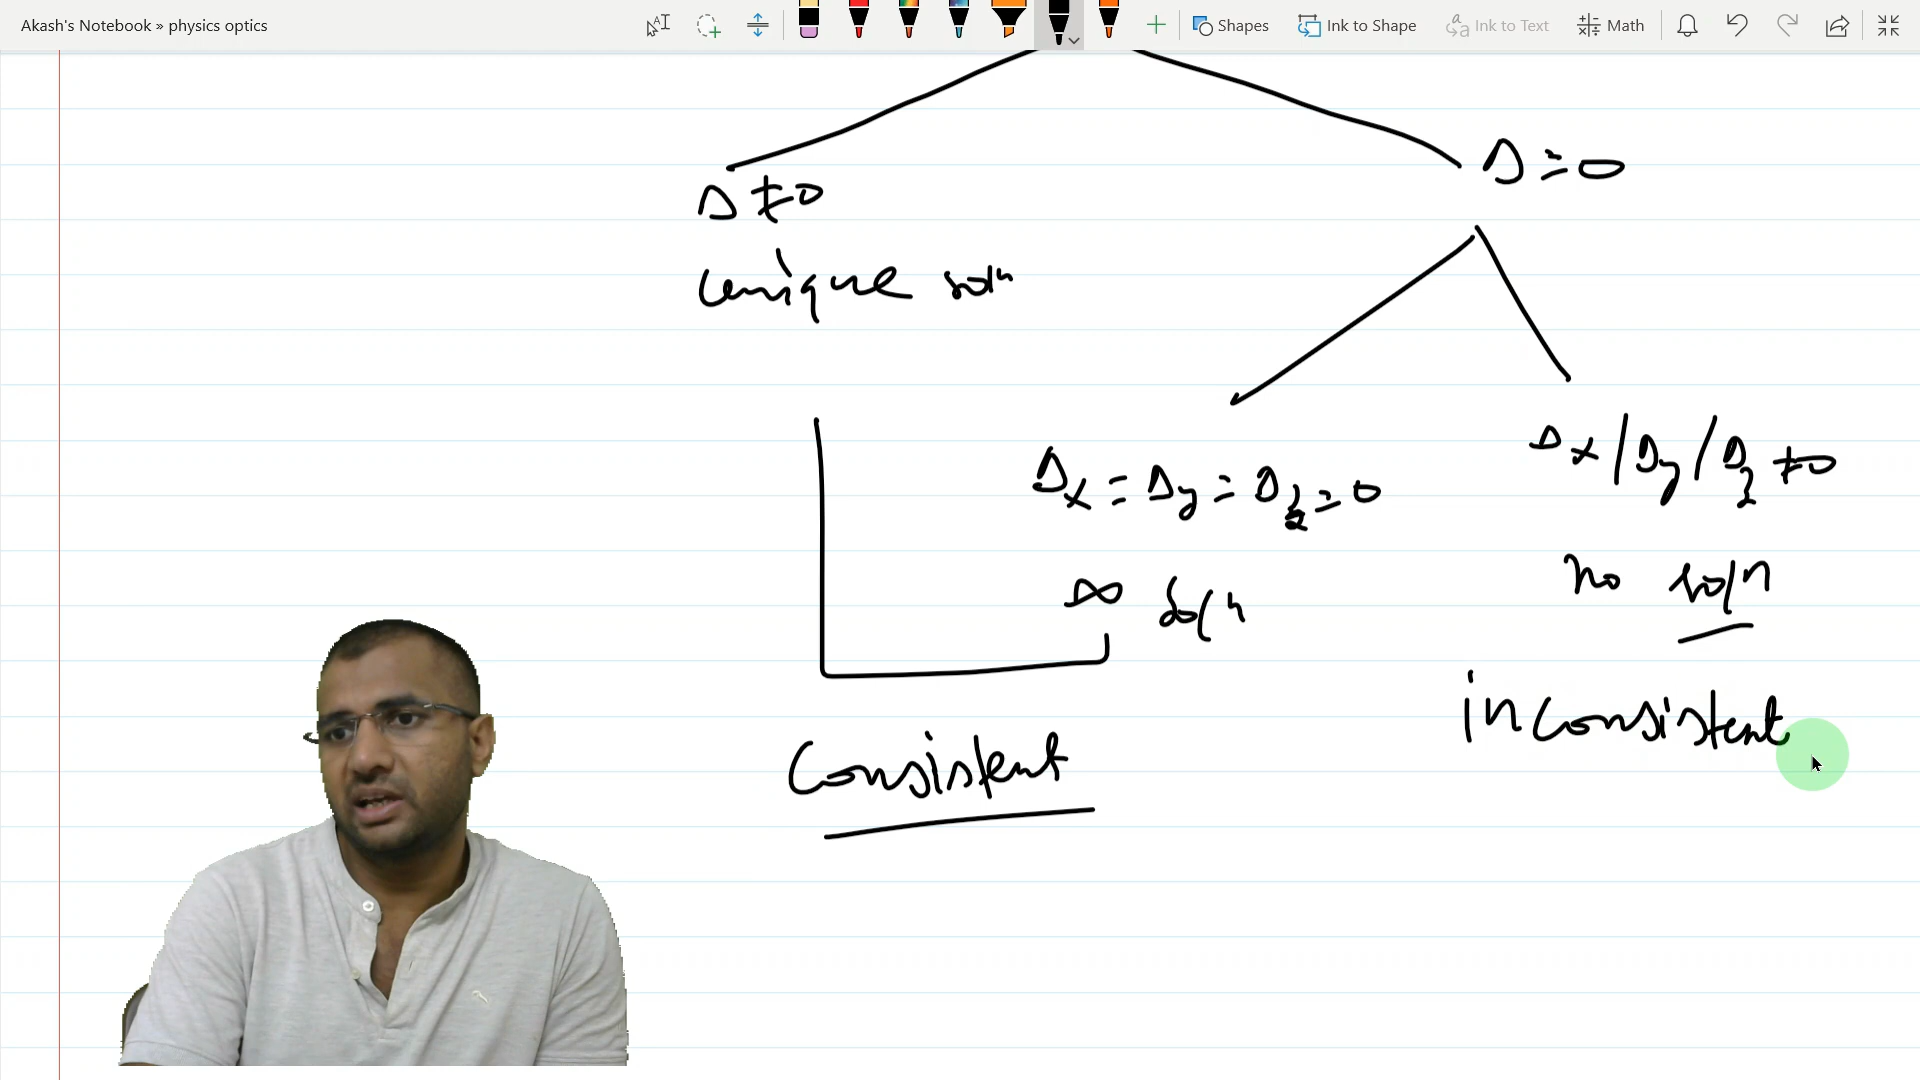 Akash's Notebook » physics optics
Shapes
Ink to Shape
Ink to Text
Math
Δ ≠ 0
Δ = 0
unique soln
Δx = Δy = Δz = 0
Δx / Δy / Δz ≠ 0
∞ soln
no soln
inconsistent
Consistent